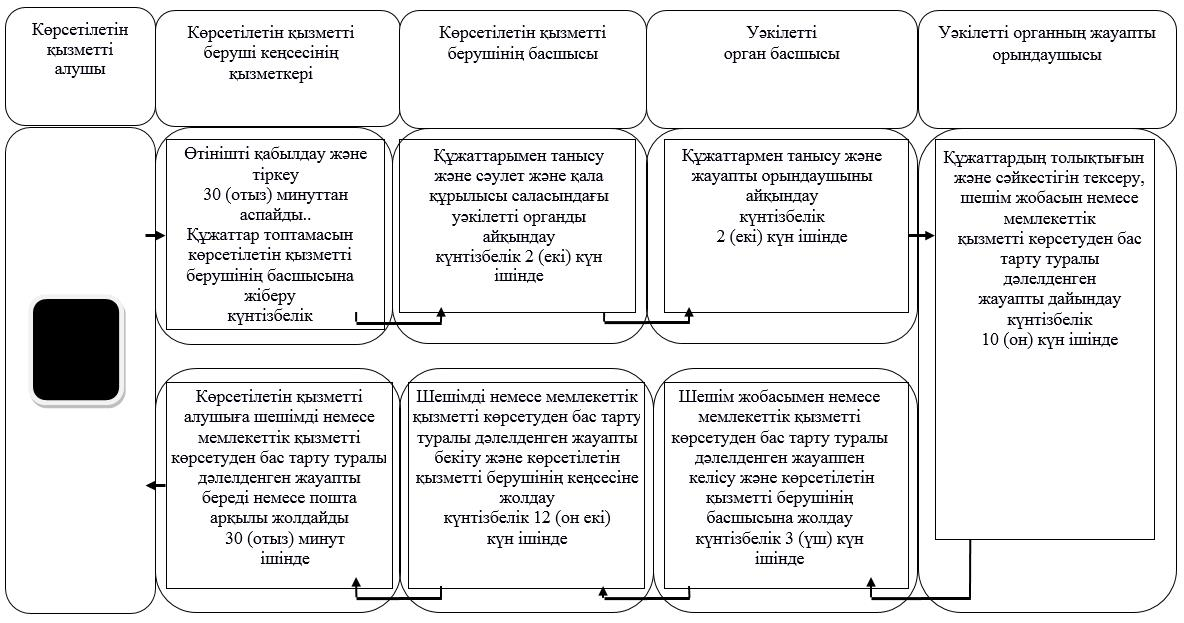 Көрсетілетін
қызметті
алушы
Көрсетілетін қызметті
беруші кеңсесінің
қызметкері
Көрсетілетін қызметті
берушінің басшысы
Уәкілетті
орган басшысы
Уәкілетті органның жауапты
орындаушысы
Өтінішті қабылдау және
тіркеу
30 (отыз) минуттан
аспайды..
Құжаттар топтамасын
көрсетілетін қызметті
берушінің басшысына
жіберу
күнтізбелік
Құжаттарымен танысу
және сәулет және қала
құрылысы саласындағы
уәкілетті органды
айқындау
күнтізбелік 2 (екі) күн
ішінде
Құжаттармен танысу және
жауапты орындаушыны
айқындау
күнтізбелік
2 (екі) күн ішінде
Құжаттардың толықтығын
және сәйкестігін тексеру,
шешім жобасын немесе
мемлекеттік
қызметті көрсетуден бас
тарту туралы
дәлелденген
жауапты дайындау
күнтізбелік
10 (он) күн ішінде
Көрсетілетін қызметті
алушыға шешімді немесе
мемлекеттік қызметті
көрсетуден бас тарту туралы
дәлелденген жауапты
береді немесе пошта
арқылы жолдайды
30 (отыз) минут
ішінде
Шешімді немесе мемлекеттік
қызметті көрсетуден бас тарту
туралы дәлелденген жауапты
бекіту және көрсетілетін
қызметті берушінің кеңсесіне
жолдау
күнтізбелік 12 (он екі)
күн ішінде
Шешім жобасымен немесе
мемлекеттік қызметті
көрсетуден бас тарту туралы
дәлелденген жауаппен
келісу және көрсетілетін
қызметті берушінің
басшысына жолдау
күнтізбелік 3 (үш) күн
ішінде